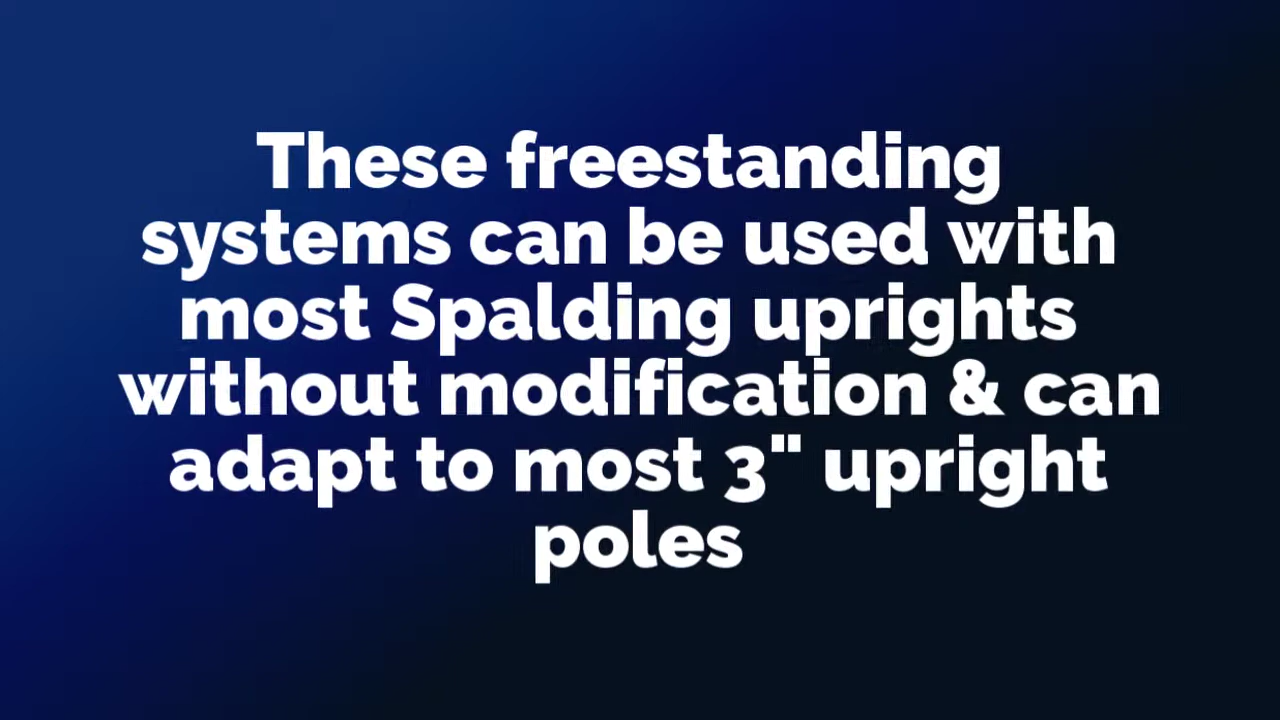 These freestanding
systems can be used with
most Spalding uprights
without modification & can
adapt to most 3" upright
poles